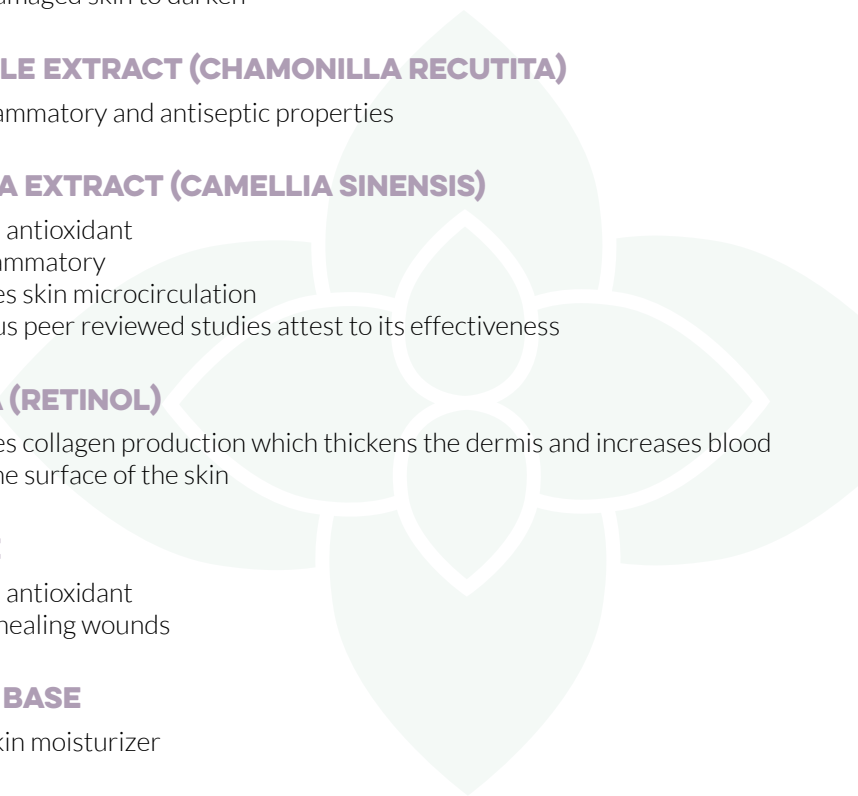 maged skin to darken
LE EXTRACT (CHAMONILLA RECUTITA)
ammatory and antiseptic properties
A EXTRACT (CAMELLIA SINENSIS)
antioxidant
ammatory
es skin microcirculation
us peer reviewed studies attest to its effectiveness
(RETINOL)
es collagen production which thickens the dermis and increases blood
he surface of the skin
antioxidant
healing wounds
BASE
kin moisturizer